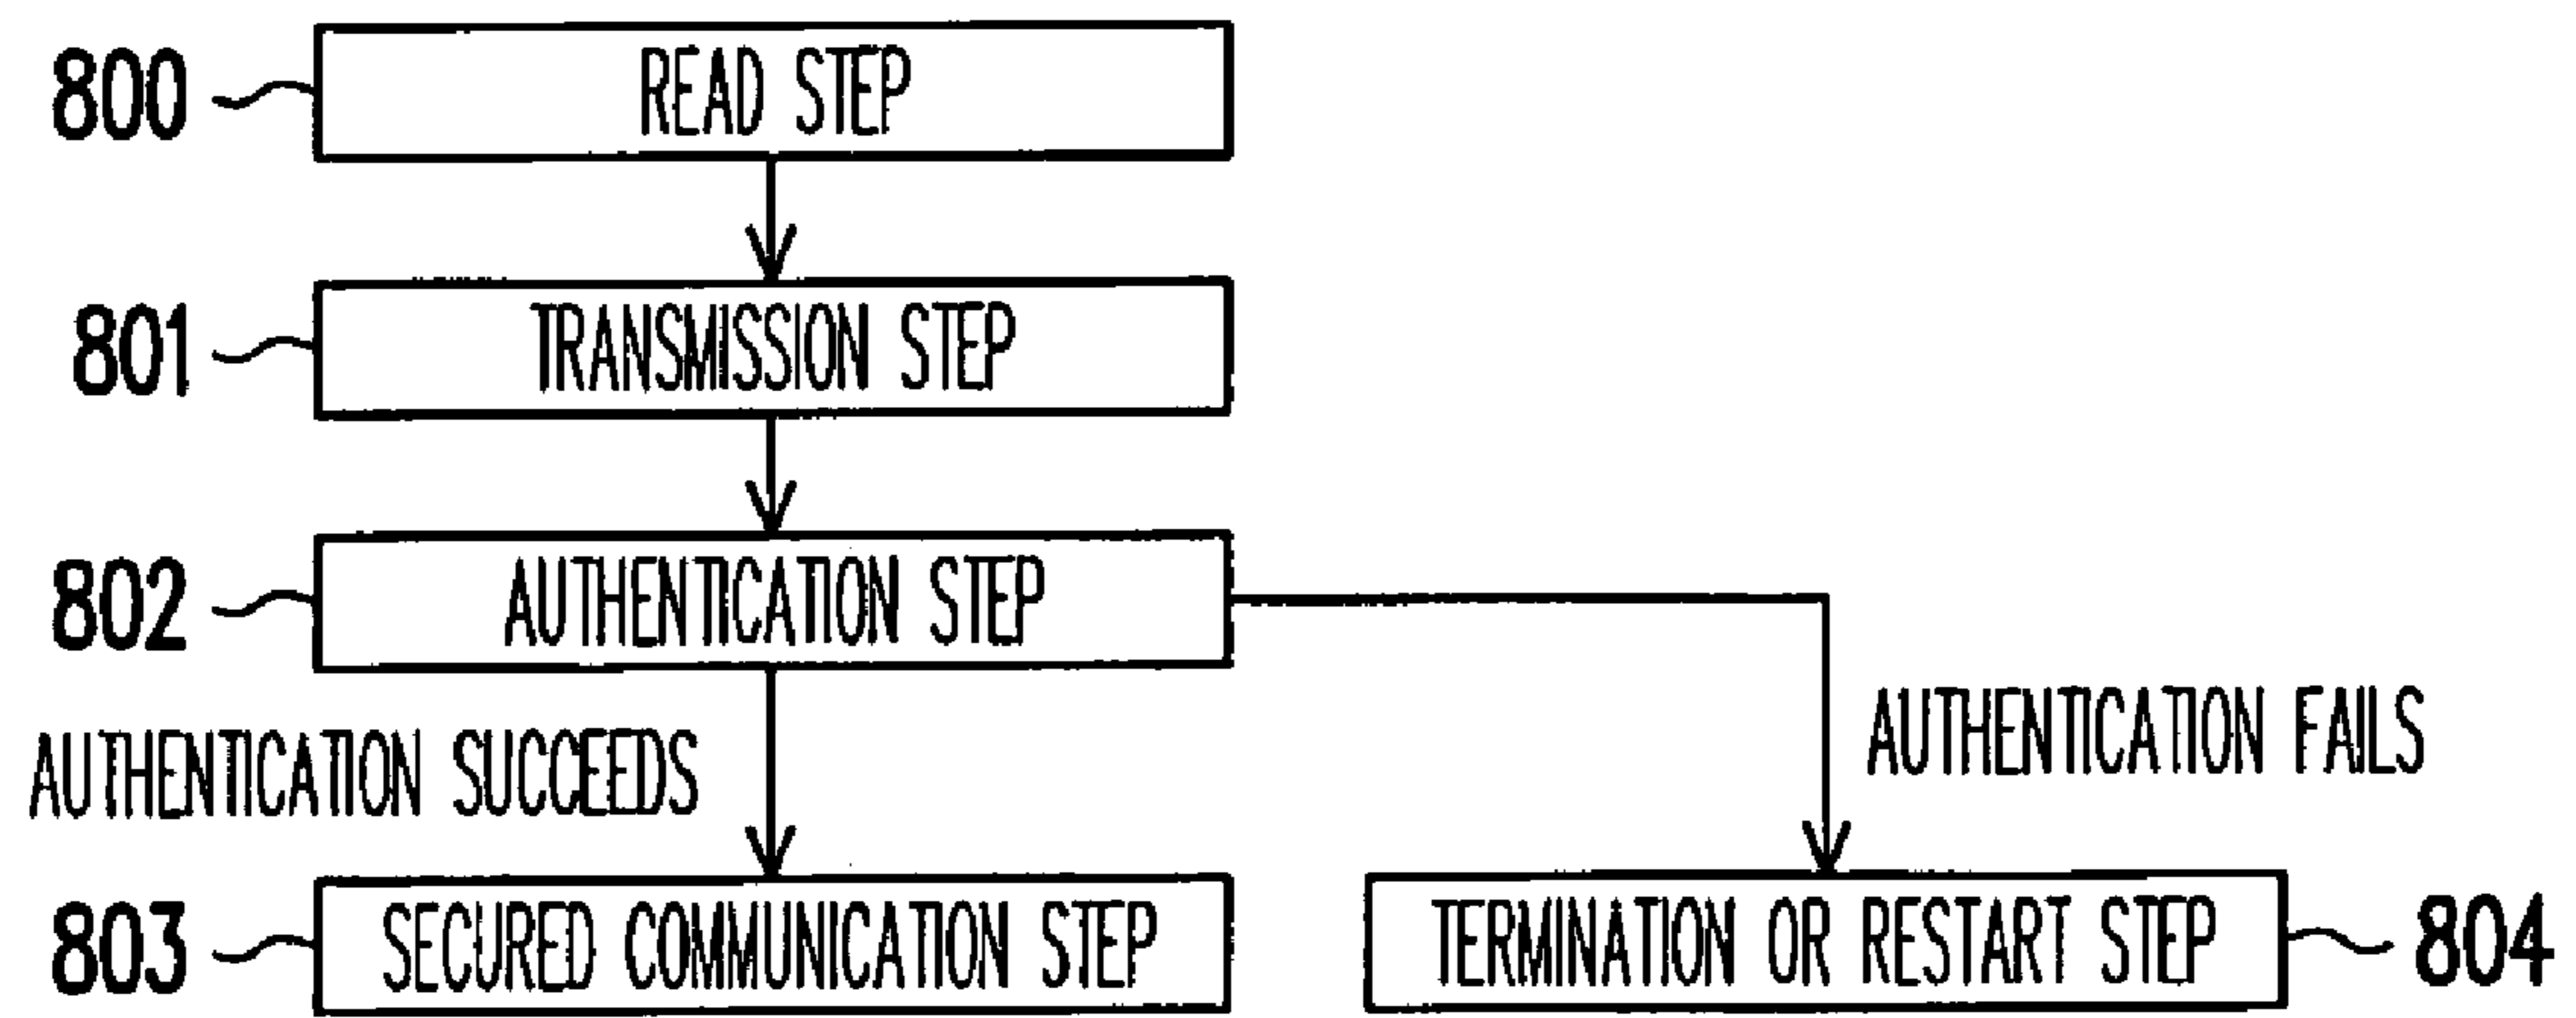 800 READ STEP
801 TRANSMISSION STEP
802 AUTHENTICATION STEP
AUTHENTICATION SUCCEEDS
AUTHENTICATION FAILS
803 SECURED COMMUNICATION STEP
TERMINATION OR RESTART STEP 804